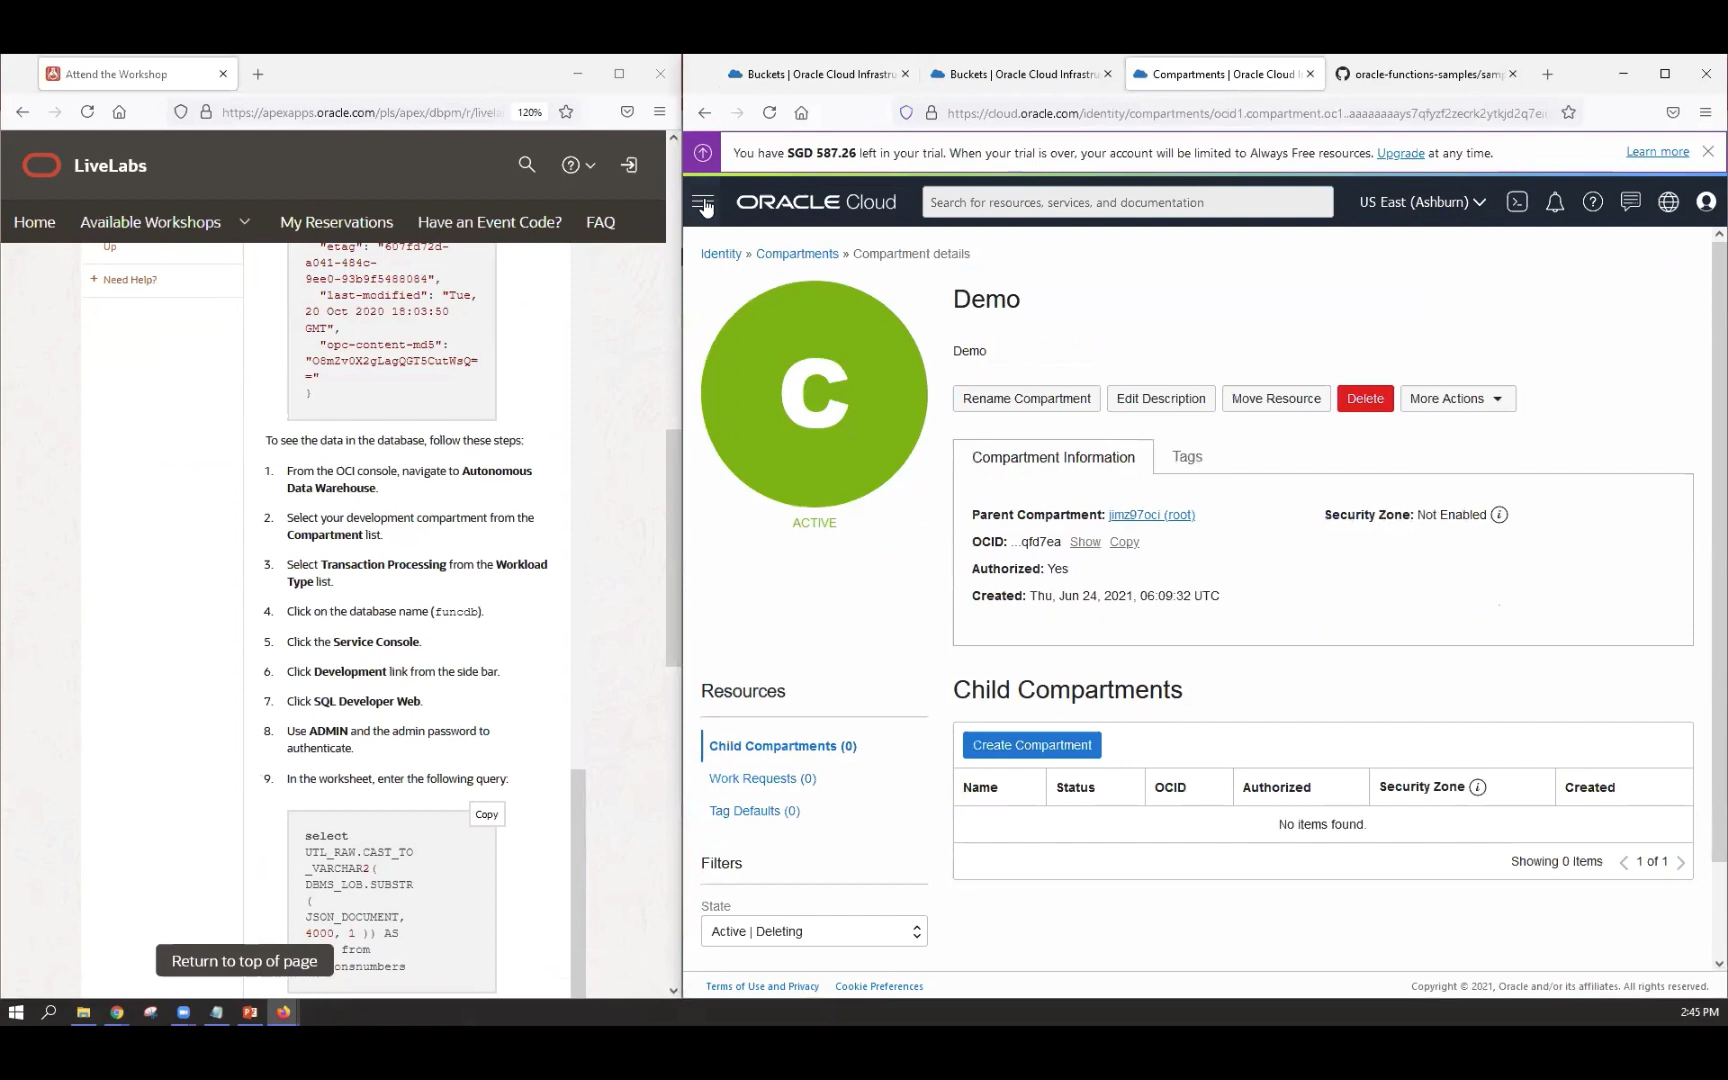 Attend the Workshop
https://apexapps.oracle.com/pls/apex/dbpm/r/livela
120%
LiveLabs
Home
Available Workshops
My Reservations
Have an Event Code?
FAQ
Up
+ Need Help?
"etag": "607fd72d-
a041-484c-
9ee0-93b9f5488084",
"last-modified": "Tue,
20 Oct 2020 18:03:50
GMT",
"opc-content-md5":
"O8mZv0X2gLagQGT5CutWsQ=
="
}
To see the data in the database, follow these steps:
1. From the OCI console, navigate to Autonomous
Data Warehouse.
2. Select your development compartment from the
Compartment list.
3. Select Transaction Processing from the Workload
Type list.
4. Click on the database name (funcdb).
5. Click the Service Console.
6. Click Development link from the side bar.
7. Click SQL Developer Web.
8. Use ADMIN and the admin password to
authenticate.
9. In the worksheet, enter the following query:
Copy
select
UTL_RAW.CAST_TO
_VARCHAR2(
DBMS_LOB.SUBSTR
(
JSON_DOCUMENT,
4000, 1 )) AS
from
onsnumbers
Return to top of page
Buckets | Oracle Cloud Infrastru
Buckets | Oracle Cloud Infrastru
Compartments | Oracle Cloud I
oracle-functions-samples/samp
https://cloud.oracle.com/identity/compartments/ocid1.compartment.oc1..aaaaaaaays7qfyzf2zecrk2ytkjd2q7ei
You have SGD 587.26 left in your trial. When your trial is over, your account will be limited to Always Free resources. Upgrade at any time.
Learn more
ORACLE Cloud
Search for resources, services, and documentation
US East (Ashburn)
Identity » Compartments » Compartment details
C
ACTIVE
Demo
Demo
Rename Compartment
Edit Description
Move Resource
Delete
More Actions
Compartment Information
Tags
Parent Compartment: jimz97oci (root)
OCID: ...qfd7ea Show Copy
Authorized: Yes
Created: Thu, Jun 24, 2021, 06:09:32 UTC
Security Zone: Not Enabled
Resources
Child Compartments (0)
Work Requests (0)
Tag Defaults (0)
Filters
State
Active | Deleting
Child Compartments
Create Compartment
Name
Status
OCID
Authorized
Security Zone
Created
No items found.
Showing 0 Items
1 of 1
Terms of Use and Privacy
Cookie Preferences
Copyright © 2021, Oracle and/or its affiliates. All rights reserved.
2:45 PM